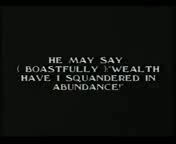 HE MAY SAY
( BOASTFULLY )"WEALTH
HAVE I SQUANDERED IN
ABUNDANCE!"